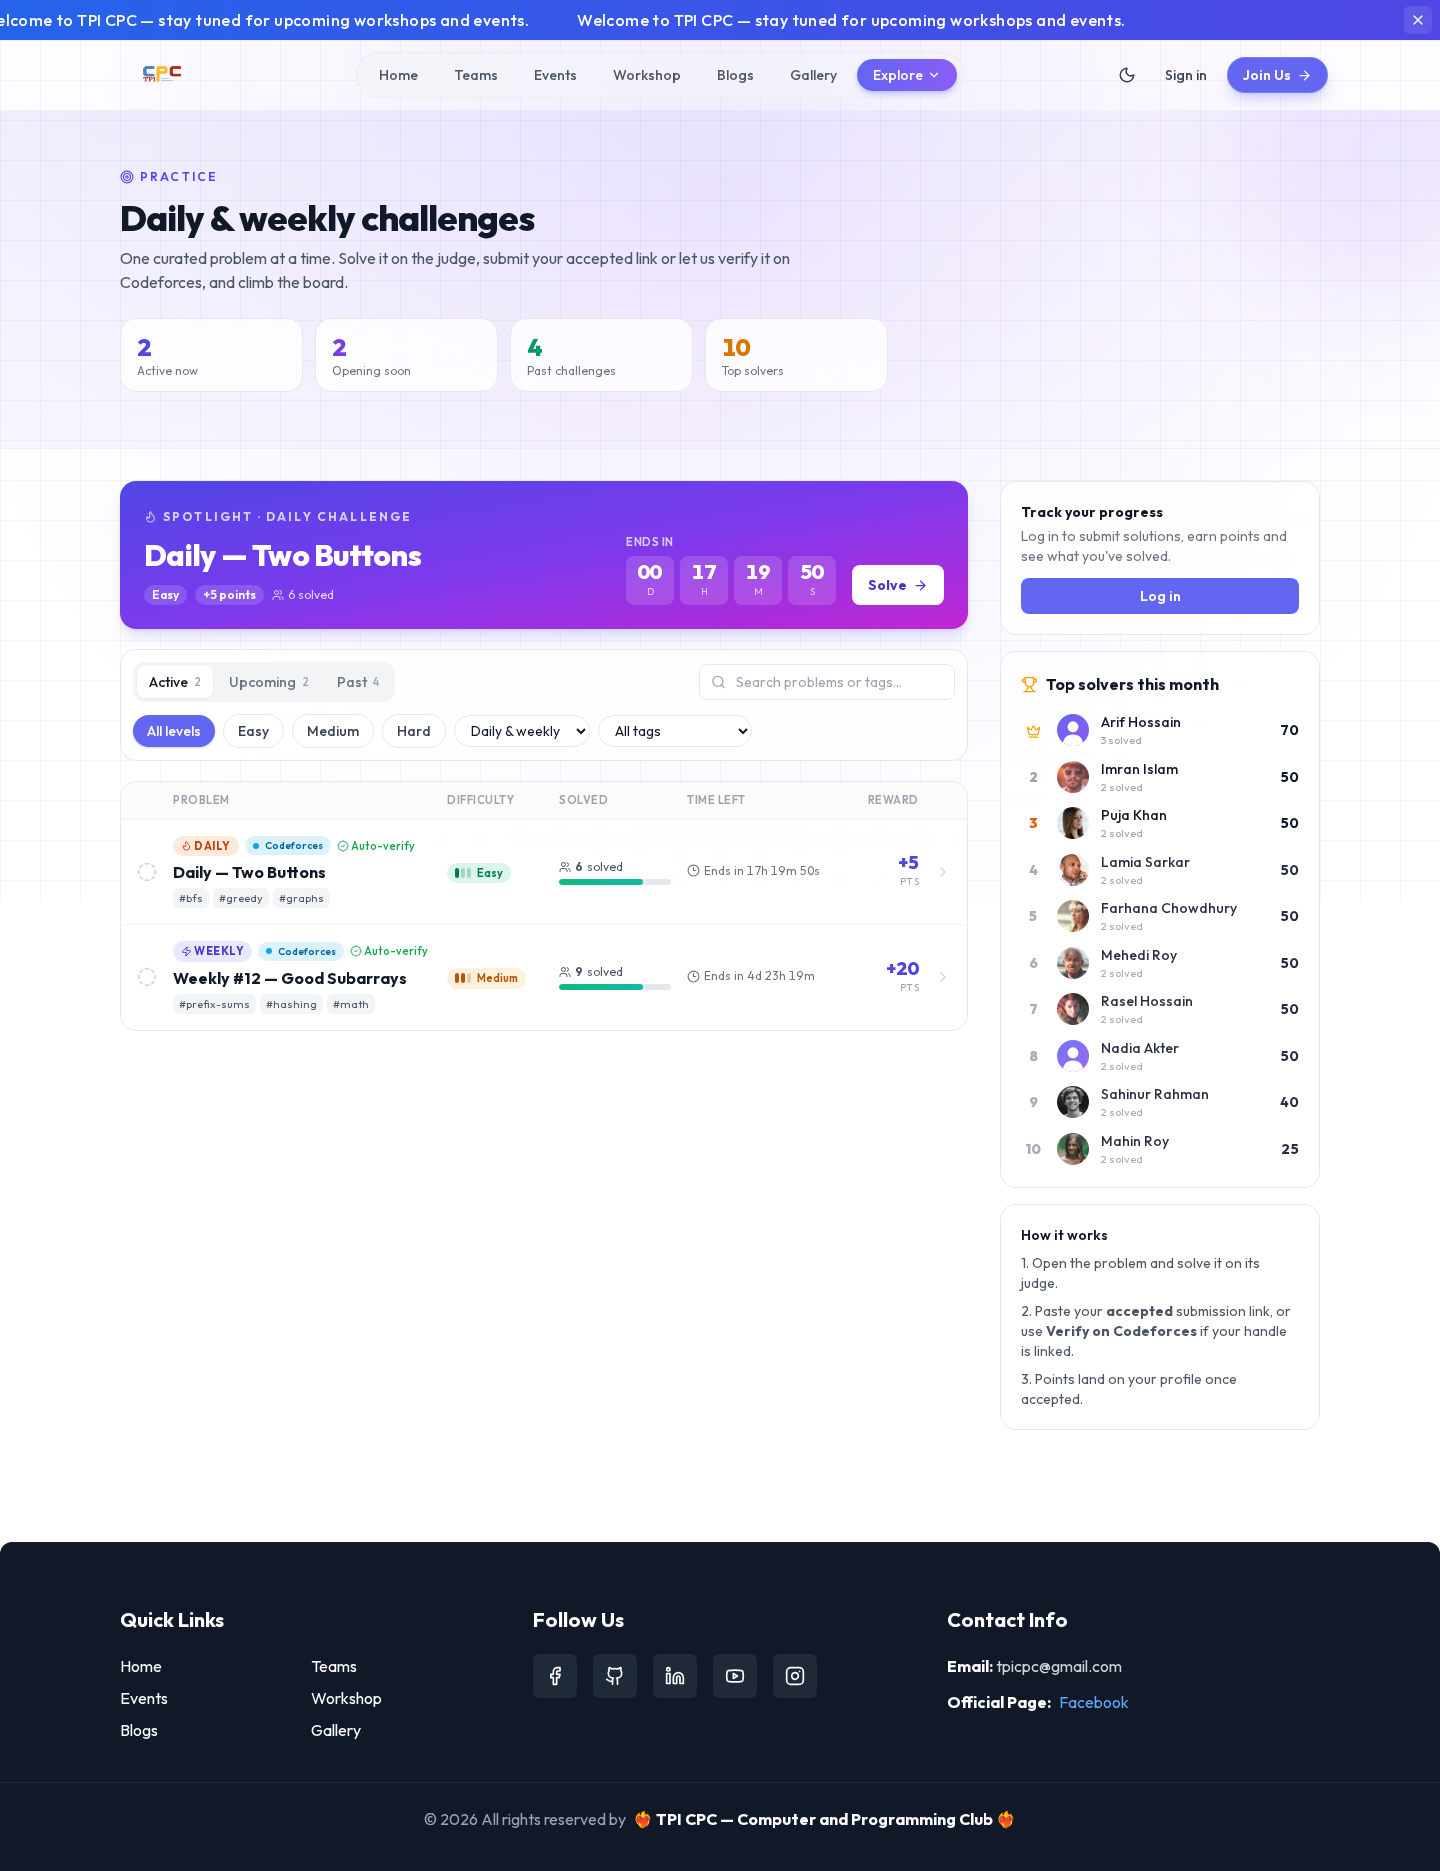 elcome to TPI CPC — stay tuned for upcoming workshops and events. Welcome to TPI CPC — stay tuned for upcoming workshops and events.
CPC
TPI
Home Teams Events Workshop Blogs Gallery Explore
Sign in Join Us
PRACTICE
Daily & weekly challenges
One curated problem at a time. Solve it on the judge, submit your accepted link or let us verify it on
Codeforces, and climb the board.
2 2 4 10
Active now Opening soon Past challenges Top solvers
SPOTLIGHT · DAILY CHALLENGE
Daily — Two Buttons
Easy +5 points 6 solved
ENDS IN
00 17 19 50
D H M S
Solve
Active 2 Upcoming 2 Past 4
Search problems or tags...
All levels Easy Medium Hard Daily & weekly All tags
PROBLEM DIFFICULTY SOLVED TIME LEFT REWARD
DAILY Codeforces Auto-verify
Daily — Two Buttons
#bfs #greedy #graphs
Easy
6 solved
Ends in 17h 19m 50s
+5
PTS
WEEKLY Codeforces Auto-verify
Weekly #12 — Good Subarrays
#prefix-sums #hashing #math
Medium
9 solved
Ends in 4d 23h 19m
+20
PTS
Track your progress
Log in to submit solutions, earn points and
see what you've solved.
Log in
Top solvers this month
Arif Hossain 70
3 solved
2 Imran Islam 50
2 solved
3 Puja Khan 50
2 solved
4 Lamia Sarkar 50
2 solved
5 Farhana Chowdhury 50
2 solved
6 Mehedi Roy 50
2 solved
7 Rasel Hossain 50
2 solved
8 Nadia Akter 50
2 solved
9 Sahinur Rahman 40
2 solved
10 Mahin Roy 25
2 solved
How it works
1. Open the problem and solve it on its
judge.
2. Paste your accepted submission link, or
use Verify on Codeforces if your handle
is linked.
3. Points land on your profile once
accepted.
Quick Links
Home Teams
Events Workshop
Blogs Gallery
Follow Us
Contact Info
Email: tpicpc@gmail.com
Official Page: Facebook
© 2026 All rights reserved by ❤️‍🔥 TPI CPC — Computer and Programming Club ❤️‍🔥